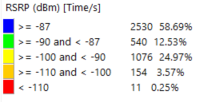 RSRP (dBm) [Time/s]
>= -87 2530 58.69%
>= -90 and < -87 540 12.53%
>= -100 and < -90 1076 24.97%
>= -110 and < -100 154 3.57%
< -110 11 0.25%